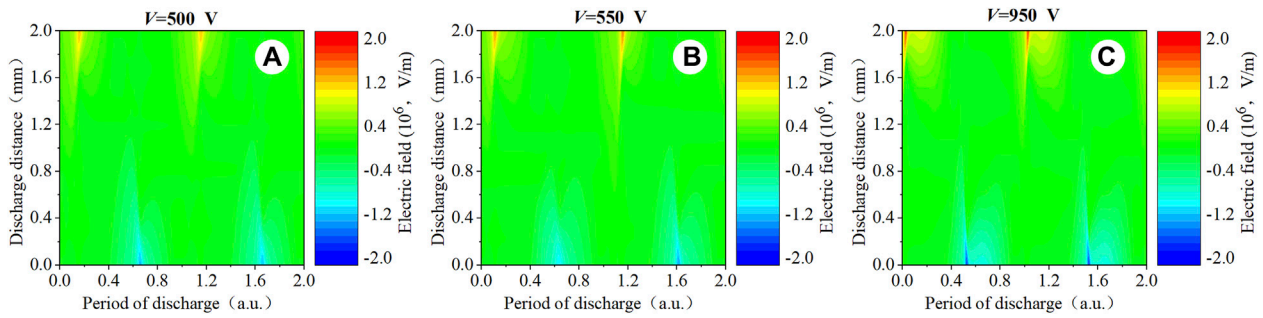 V=500 V
A
2.0
1.6
1.2
0.8
0.4
0.0
Discharge distance（mm）
0.0 0.4 0.8 1.2 1.6 2.0
Period of discharge（a.u.）
2.0
1.2
0.4
-0.4
-1.2
-2.0
Electric field (10⁶，V/m)
V=550 V
B
2.0
1.6
1.2
0.8
0.4
0.0
Discharge distance（mm）
0.0 0.4 0.8 1.2 1.6 2.0
Period of discharge（a.u.）
2.0
1.2
0.4
-0.4
-1.2
-2.0
Electric field (10⁶，V/m)
V=950 V
C
2.0
1.6
1.2
0.8
0.4
0.0
Discharge distance（mm）
0.0 0.4 0.8 1.2 1.6 2.0
Period of discharge（a.u.）
2.0
1.2
0.4
-0.4
-1.2
-2.0
Electric field (10⁶，V/m)